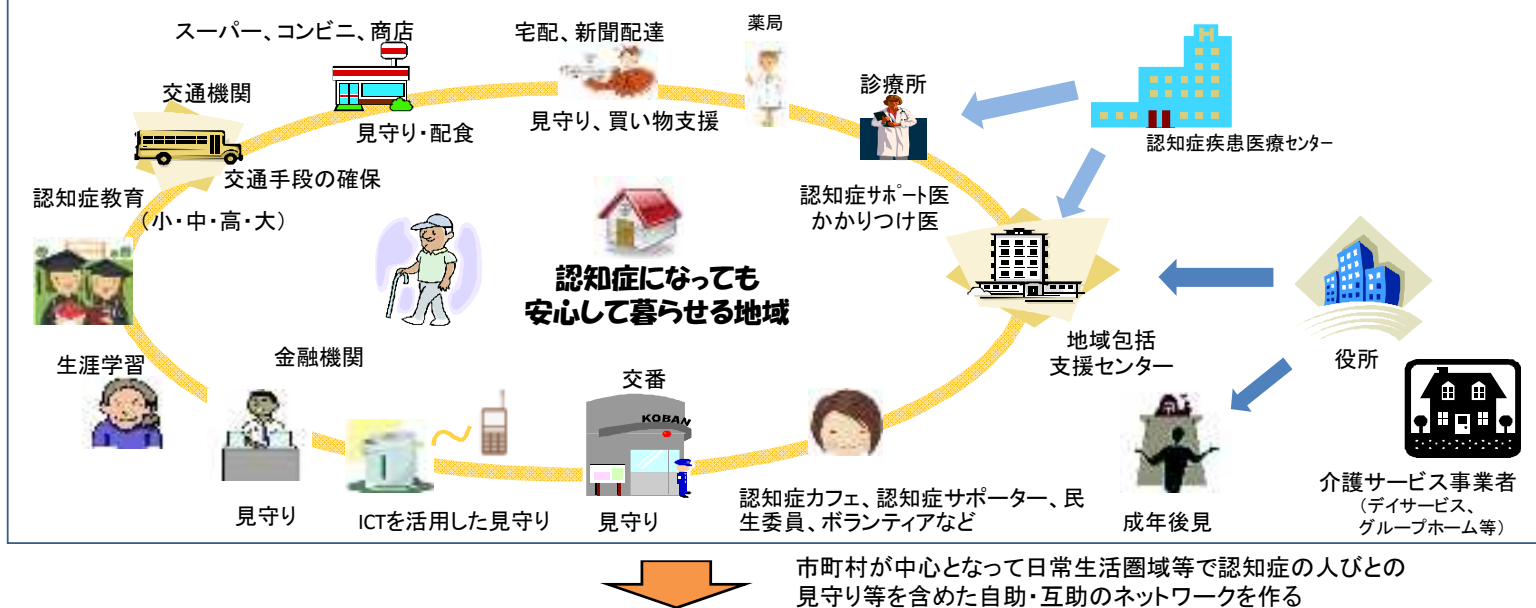 スーパー、コンビニ、商店
宅配、新聞配達
薬局
交通機関
診療所
H
見守り・配食
見守り、買い物支援
認知症疾患医療センター
交通手段の確保
認知症教育
（小・中・高・大）
認知症サポート医
かかりつけ医
認知症になっても
安心して暮らせる地域
地域包括
支援センター
役所
生涯学習
金融機関
交番
KOBAN
見守り
ICTを活用した見守り
見守り
認知症カフェ、認知症サポーター、民
生委員、ボランティアなど
成年後見
介護サービス事業者
（デイサービス、
グループホーム等）
市町村が中心となって日常生活圏域等で認知症の人びとの
見守り等を含めた自助・互助のネットワークを作る